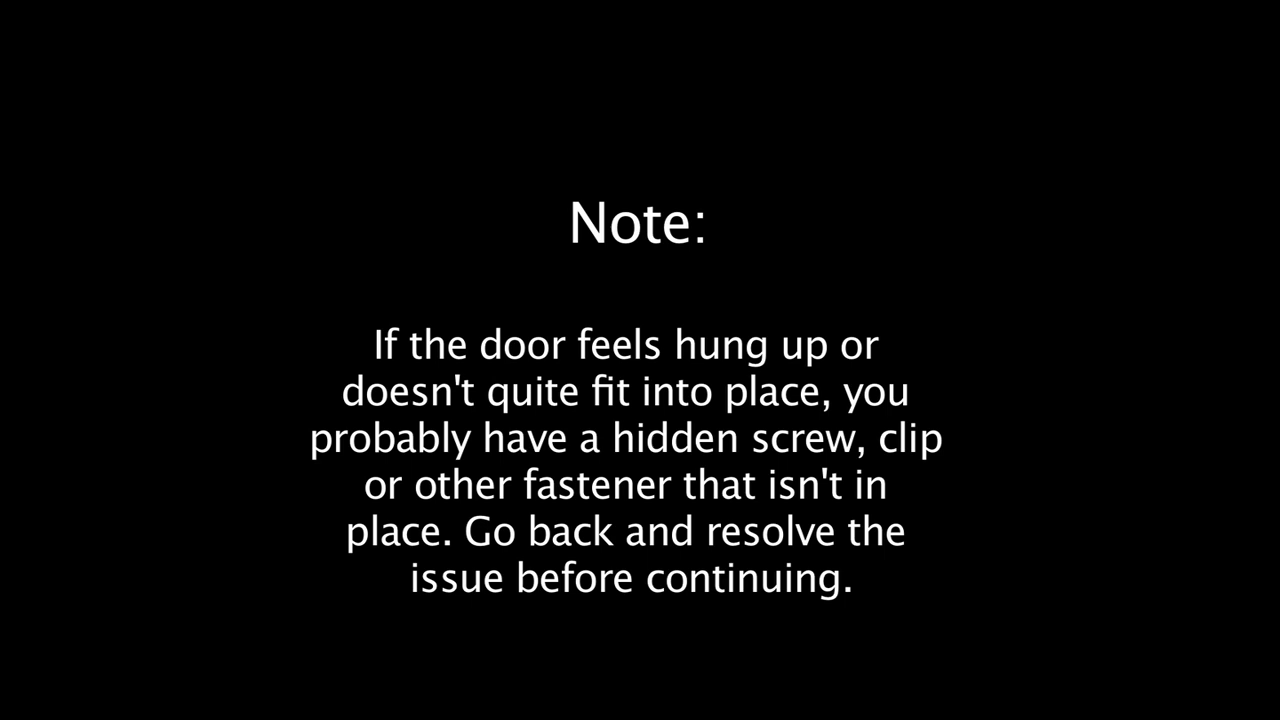 Note:
If the door feels hung up or
doesn't quite fit into place, you
probably have a hidden screw, clip
or other fastener that isn't in
place. Go back and resolve the
issue before continuing.